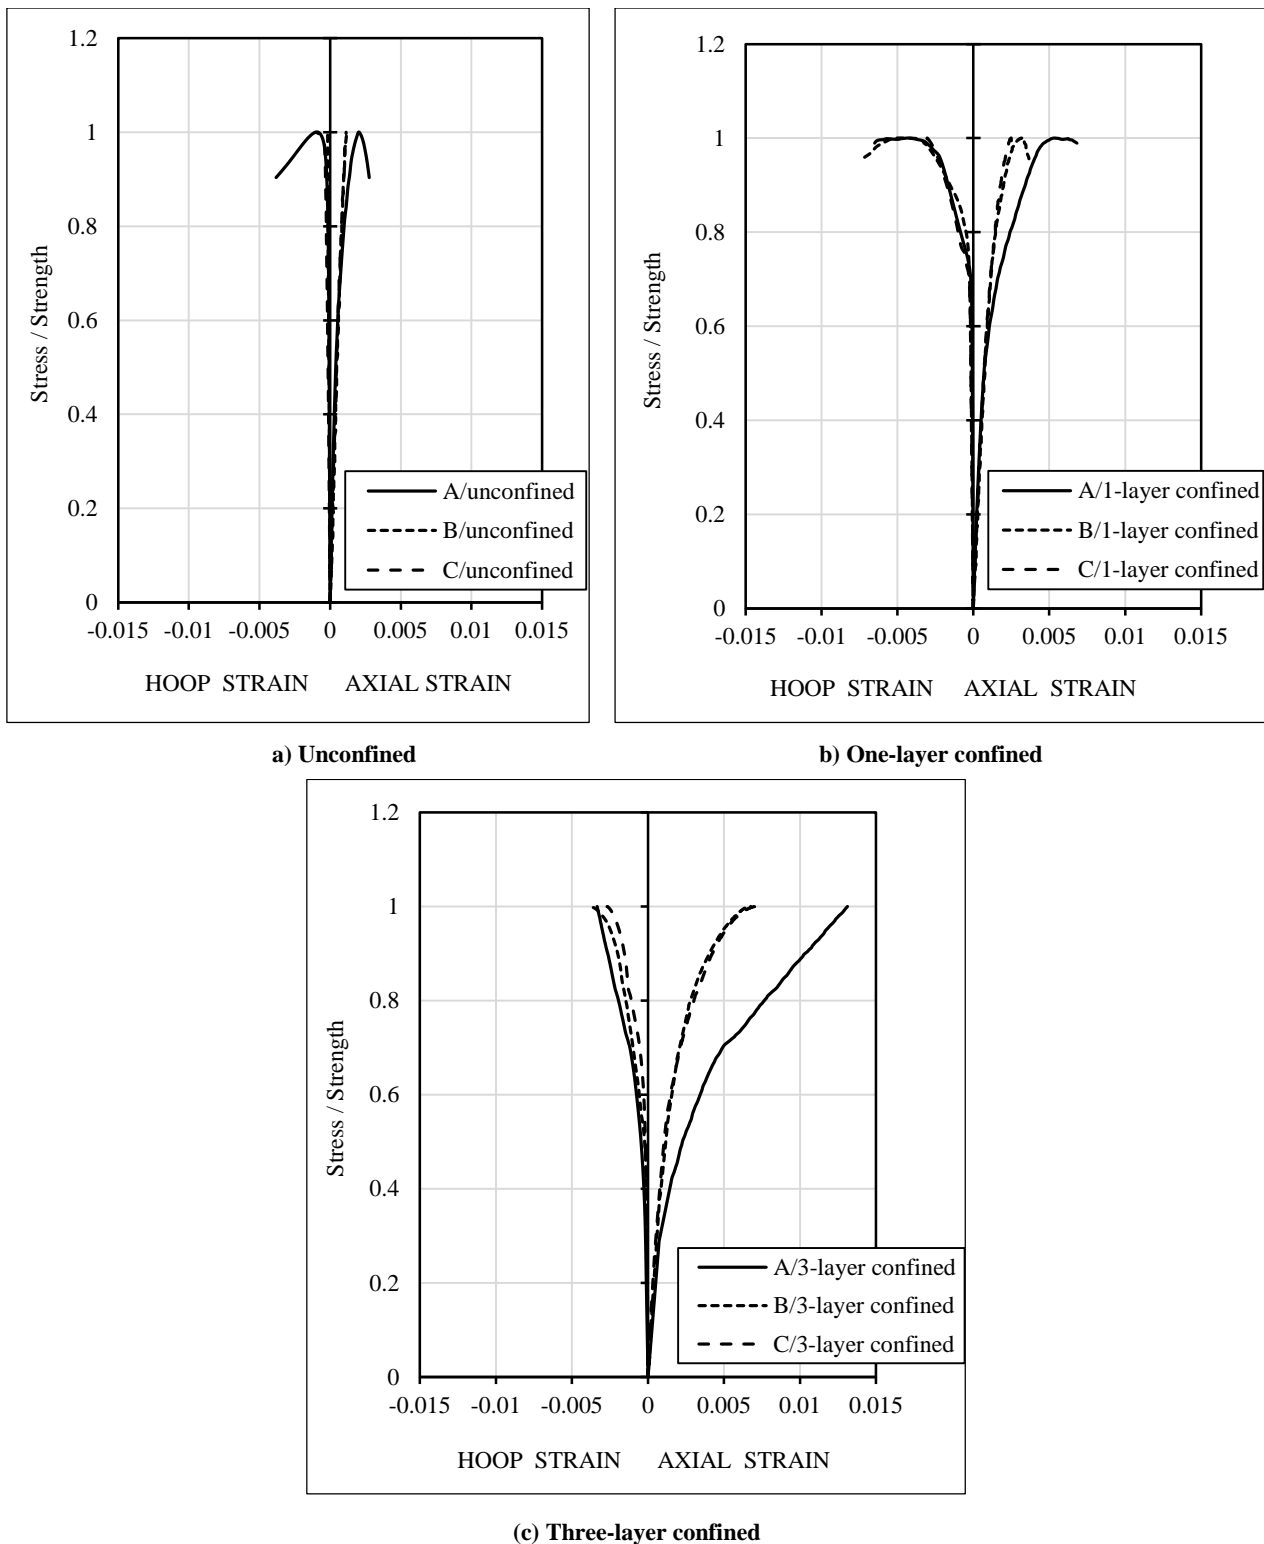 1.2
1
0.8
0.6
0.4
0.2
0
-0.015 -0.01 -0.005 0 0.005 0.01 0.015
Stress / Strength
HOOP STRAIN AXIAL STRAIN
A/unconfined
B/unconfined
C/unconfined
a) Unconfined
1.2
1
0.8
0.6
0.4
0.2
0
-0.015 -0.01 -0.005 0 0.005 0.01 0.015
Stress / Strength
HOOP STRAIN AXIAL STRAIN
A/1-layer confined
B/1-layer confined
C/1-layer confined
b) One-layer confined
1.2
1
0.8
0.6
0.4
0.2
0
-0.015 -0.01 -0.005 0 0.005 0.01 0.015
Stress / Strength
HOOP STRAIN AXIAL STRAIN
A/3-layer confined
B/3-layer confined
C/3-layer confined
(c) Three-layer confined